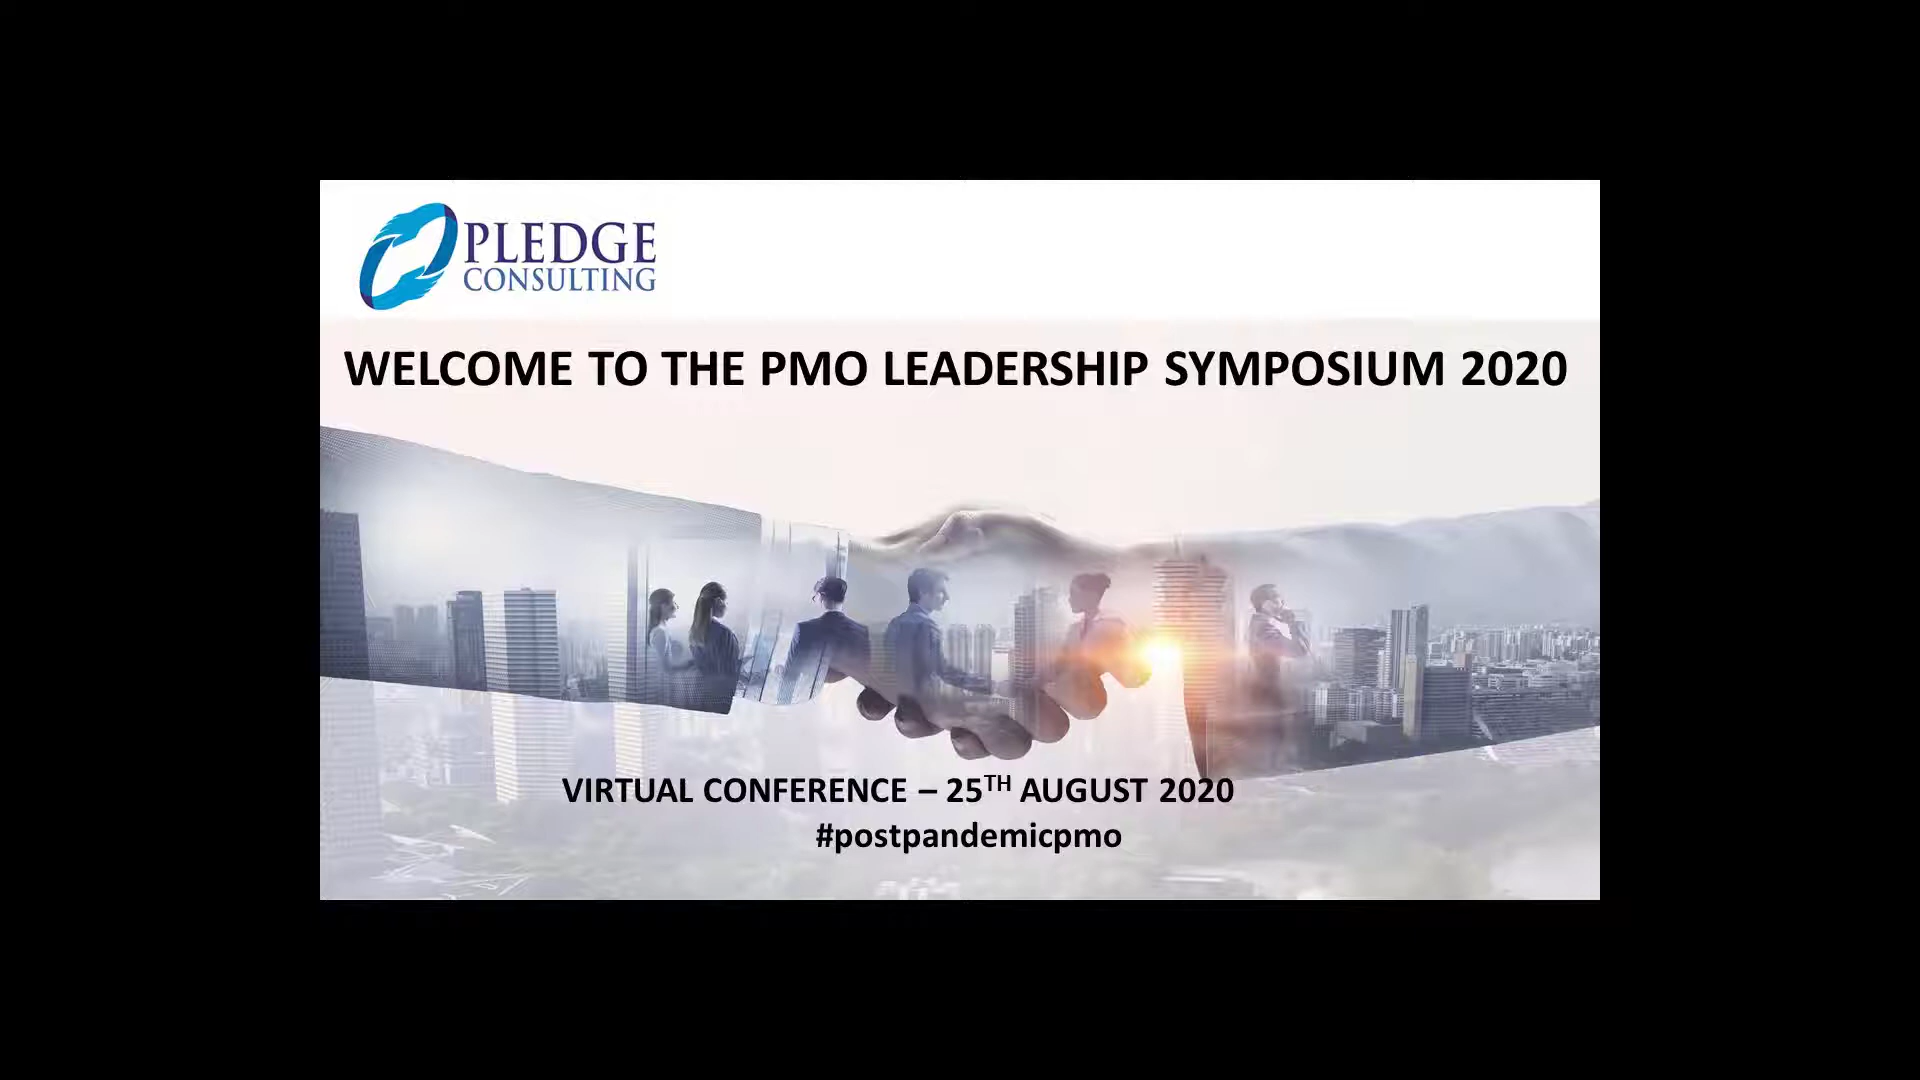 PLEDGE
CONSULTING
WELCOME TO THE PMO LEADERSHIP SYMPOSIUM 2020
VIRTUAL CONFERENCE – 25TH AUGUST 2020
#postpandemicpmo